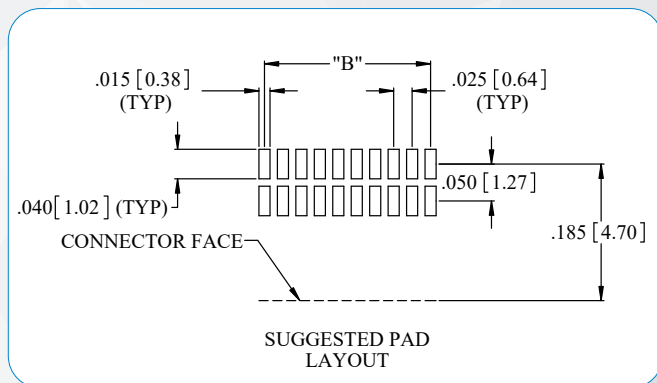 "B"
.015 [0.38]
(TYP)
.025 [0.64]
(TYP)
.050 [1.27]
.040[1.02] (TYP)
.185 [4.70]
CONNECTOR FACE
SUGGESTED PAD
LAYOUT